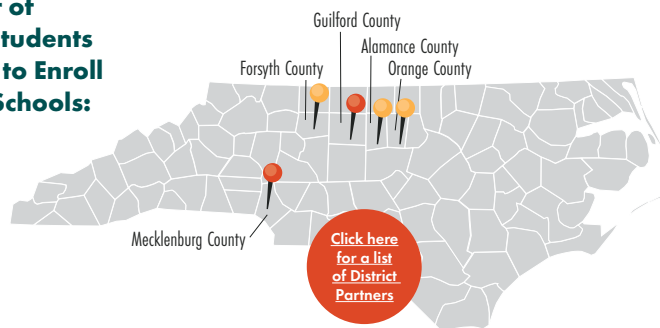 t of
tudents
to Enroll
Schools:
Guilford County
Alamance County
Forsyth County
Orange County
Mecklenburg County
Click here
for a list
of District
Partners